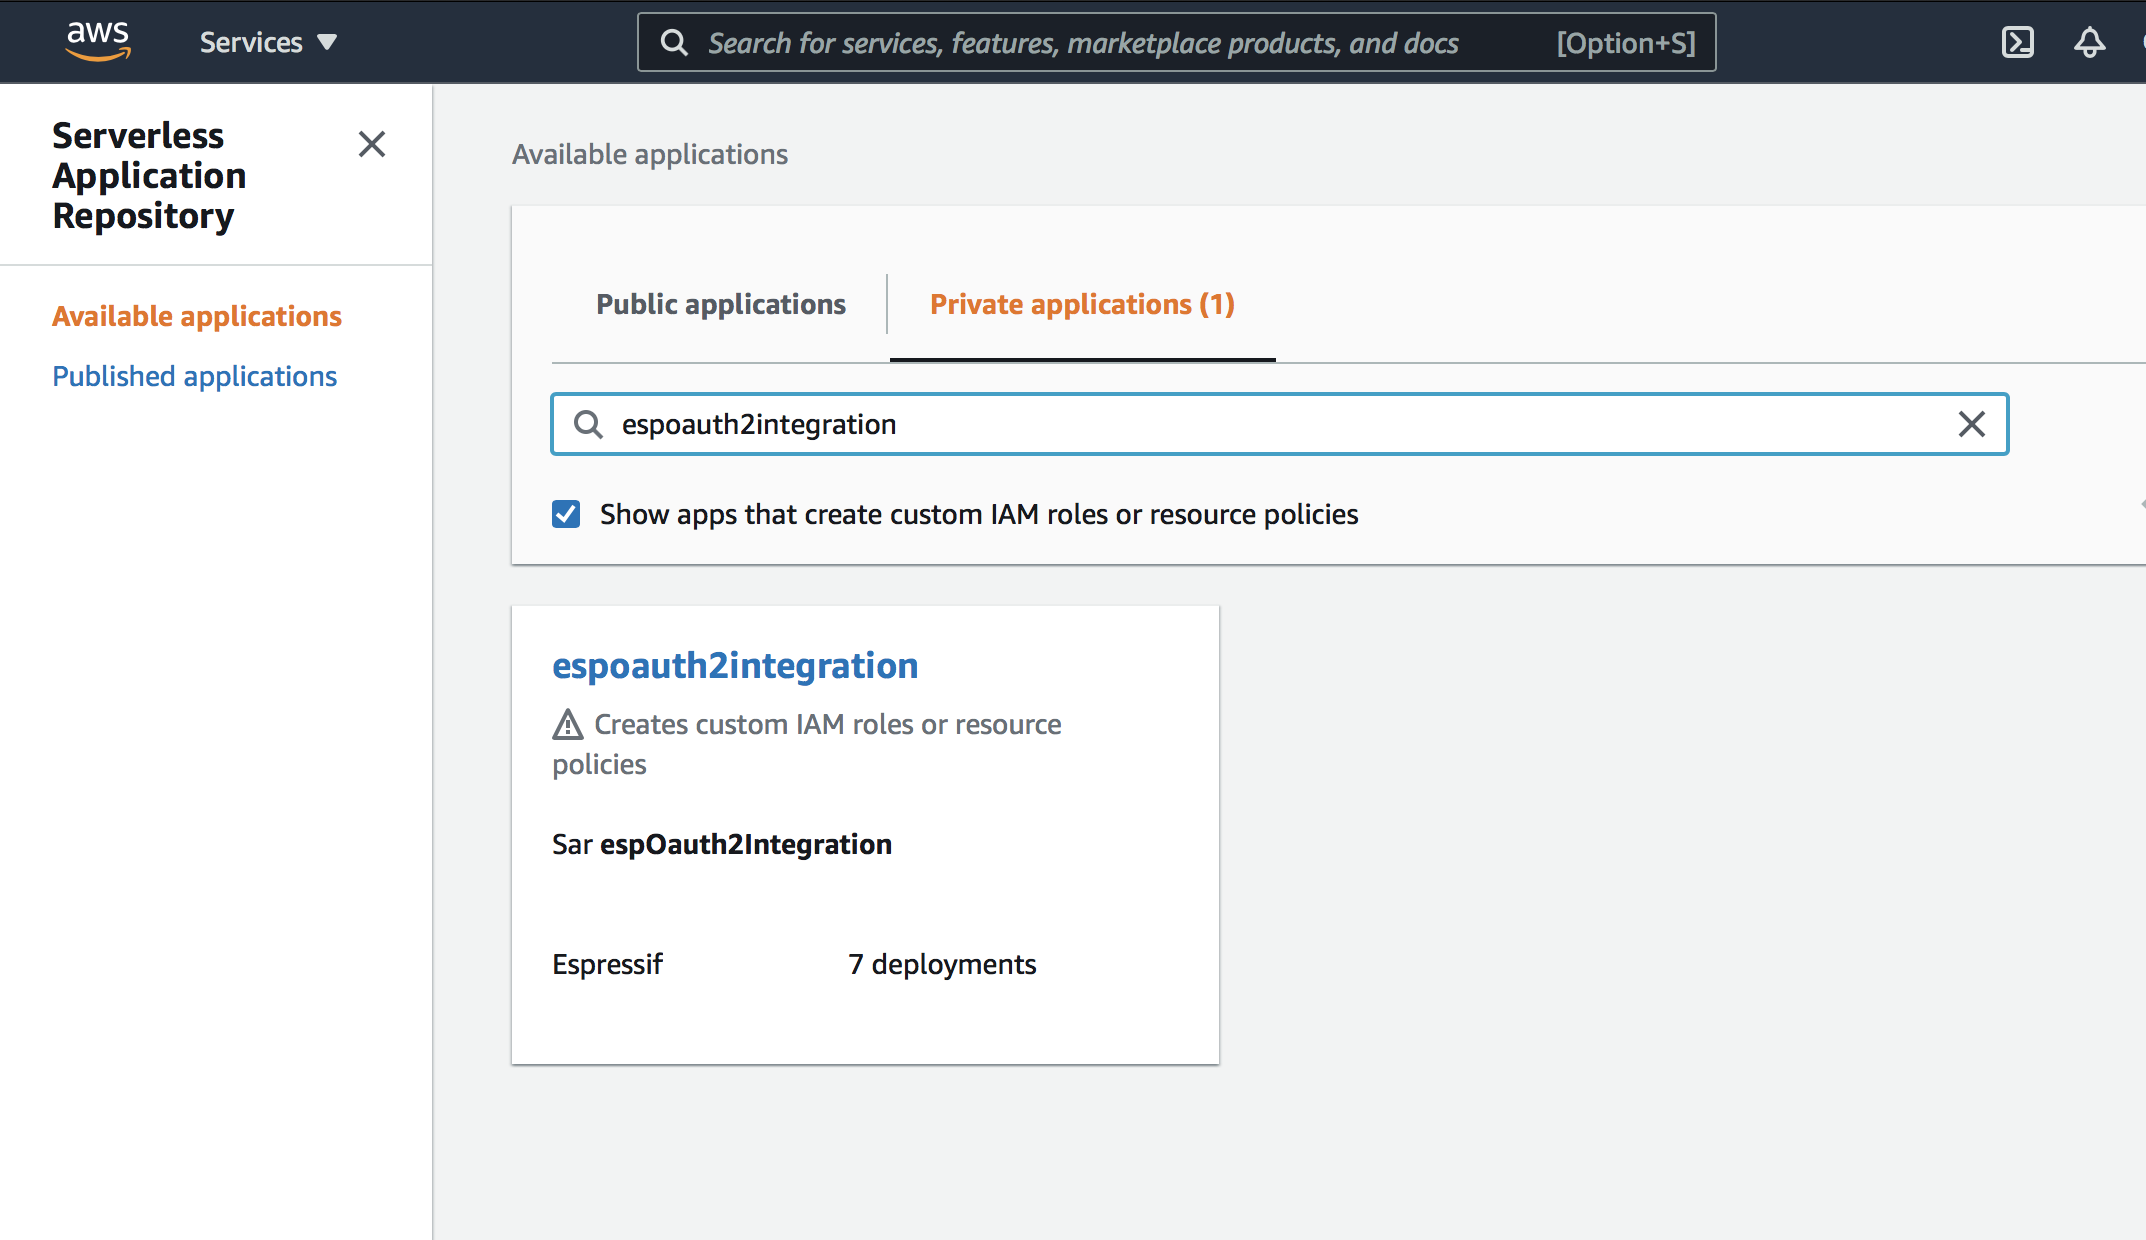 aws
Services
Search for services, features, marketplace products, and docs [Option+S]
Serverless
Application
Repository
Available applications
Published applications
Available applications
Public applications
Private applications (1)
espoauth2integration
Show apps that create custom IAM roles or resource policies
espoauth2integration
Creates custom IAM roles or resource
policies
Sar espOauth2Integration
Espressif 7 deployments